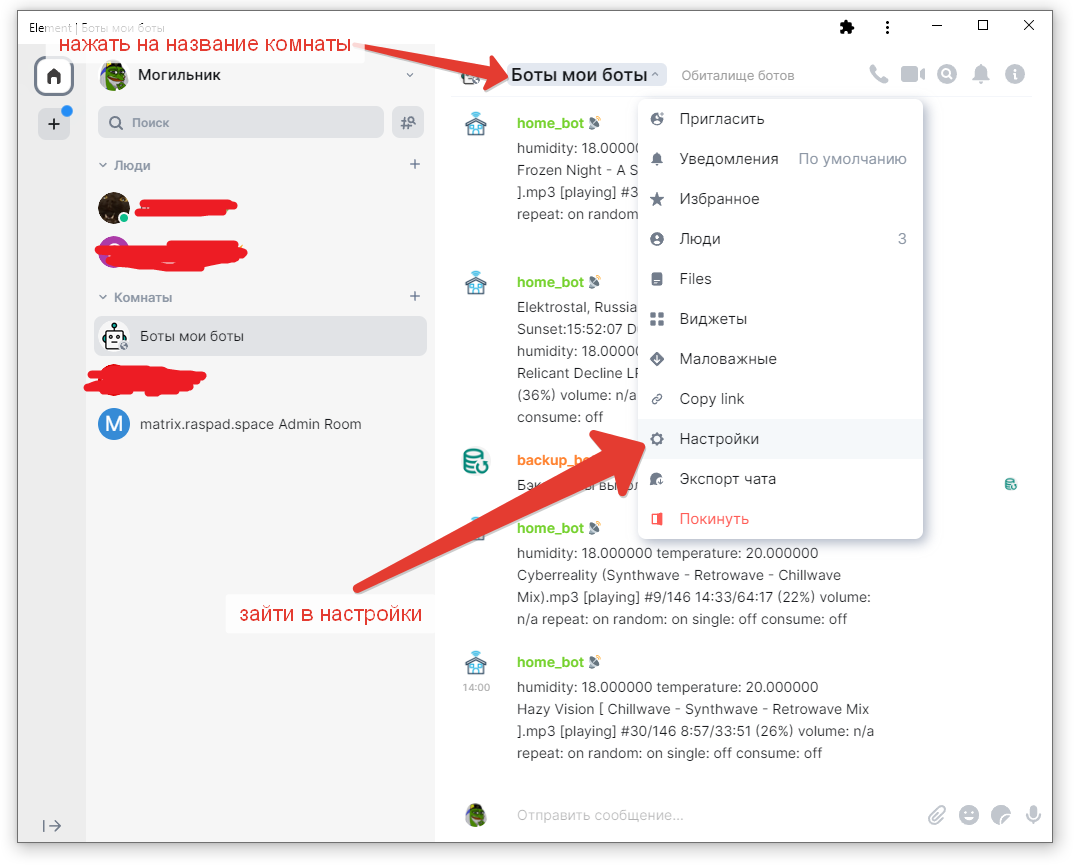 Element | Боты мои боты
нажать на название комнаты
Могильник
Боты мои боты
Обиталище ботов
Поиск
Люди
Комнаты
Боты мои боты
M
matrix.raspad.space Admin Room
home_bot
humidity: 18.0000
Frozen Night - A S
].mp3 [playing] #3
repeat: on random
home_bot
Elektrostal, Russia
Sunset:15:52:07 D
humidity: 18.0000
Relicant Decline LF
(36%) volume: n/a
consume: off
backup_b
home_bot
humidity: 18.000000 temperature: 20.000000
Cyberreality (Synthwave - Retrowave - Chillwave
Mix).mp3 [playing] #9/146 14:33/64:17 (22%) volume:
n/a repeat: on random: on single: off consume: off
home_bot
14:00
humidity: 18.000000 temperature: 20.000000
Hazy Vision [ Chillwave - Synthwave - Retrowave Mix
].mp3 [playing] #30/146 8:57/33:51 (26%) volume: n/a
repeat: on random: on single: off consume: off
Отправить сообщение...
Пригласить
Уведомления По умолчанию
Избранное
Люди 3
Files
Виджеты
Маловажные
Copy link
Настройки
Экспорт чата
Покинуть
зайти в настройки